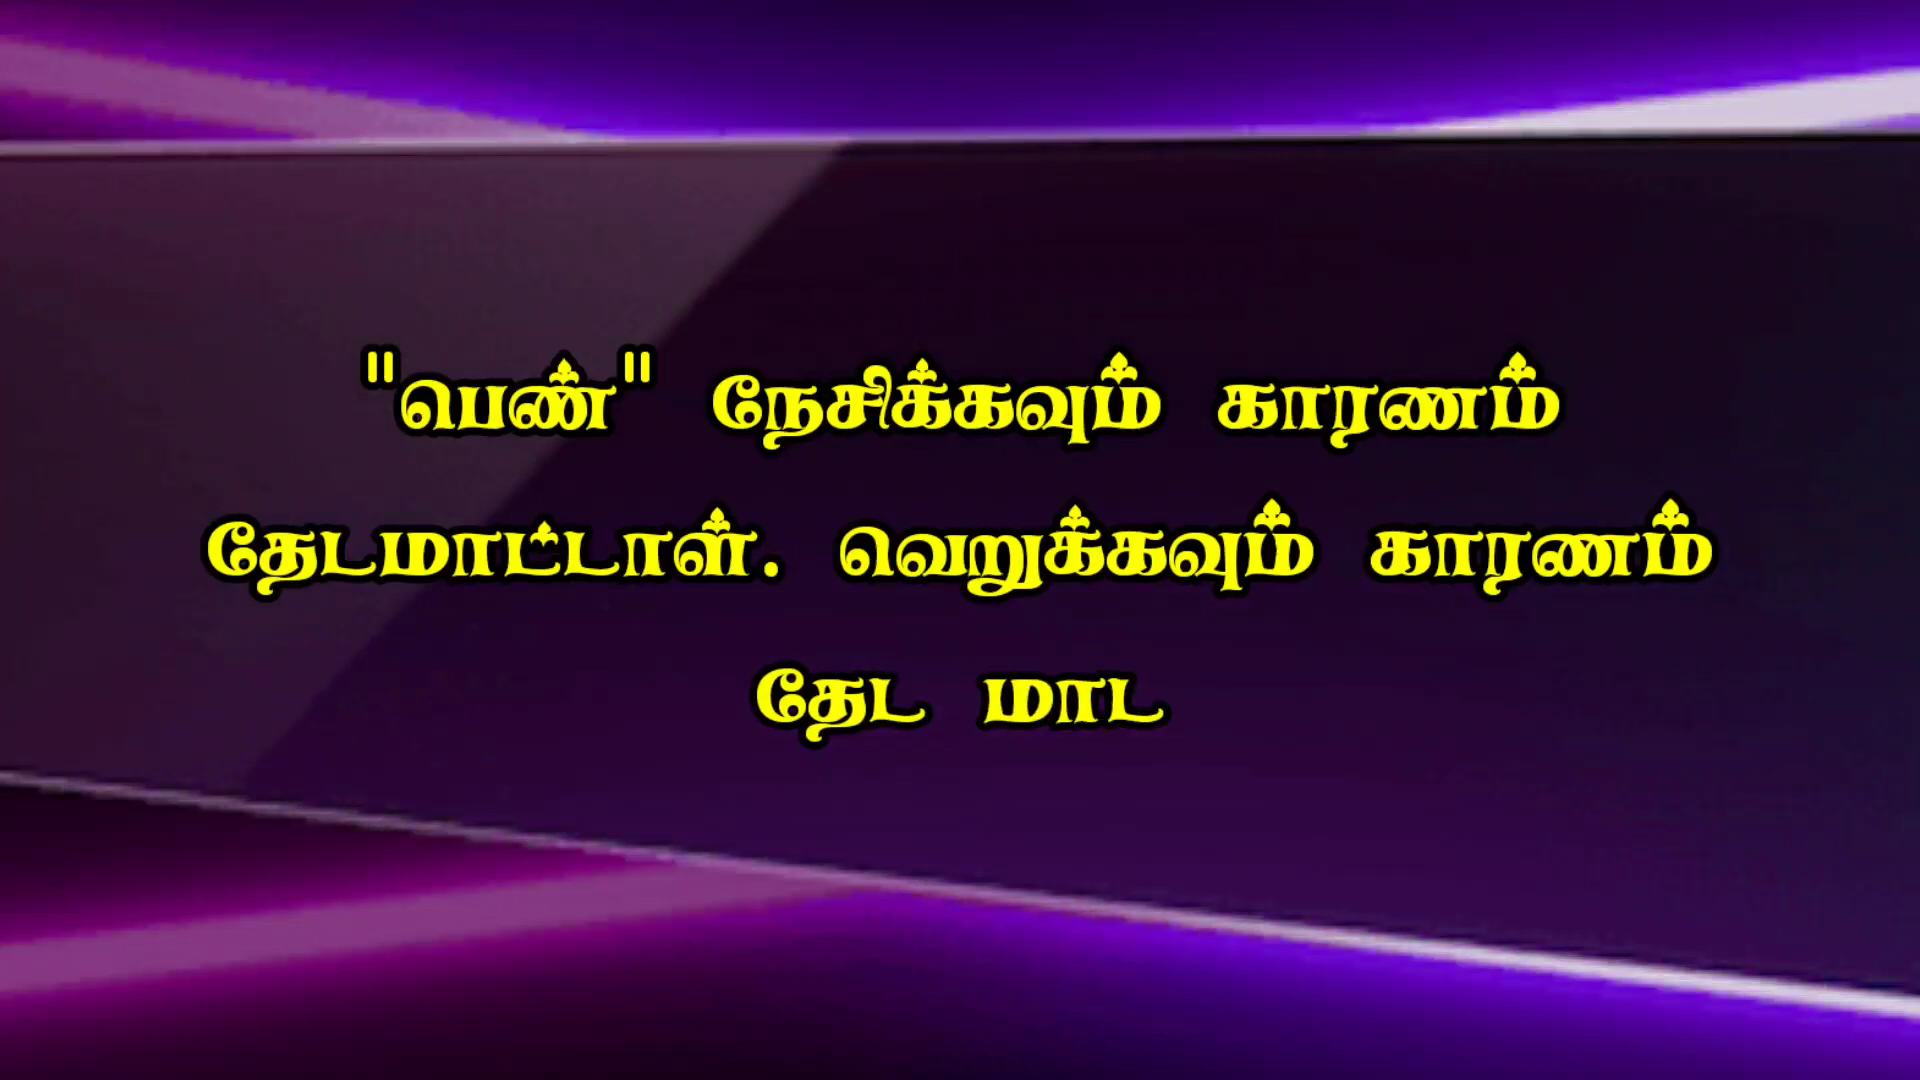 "பெண்" நேசிக்கவும் காரணம்
தேடமாட்டாள். வெறுக்கவும் காரணம்
தேட மாட